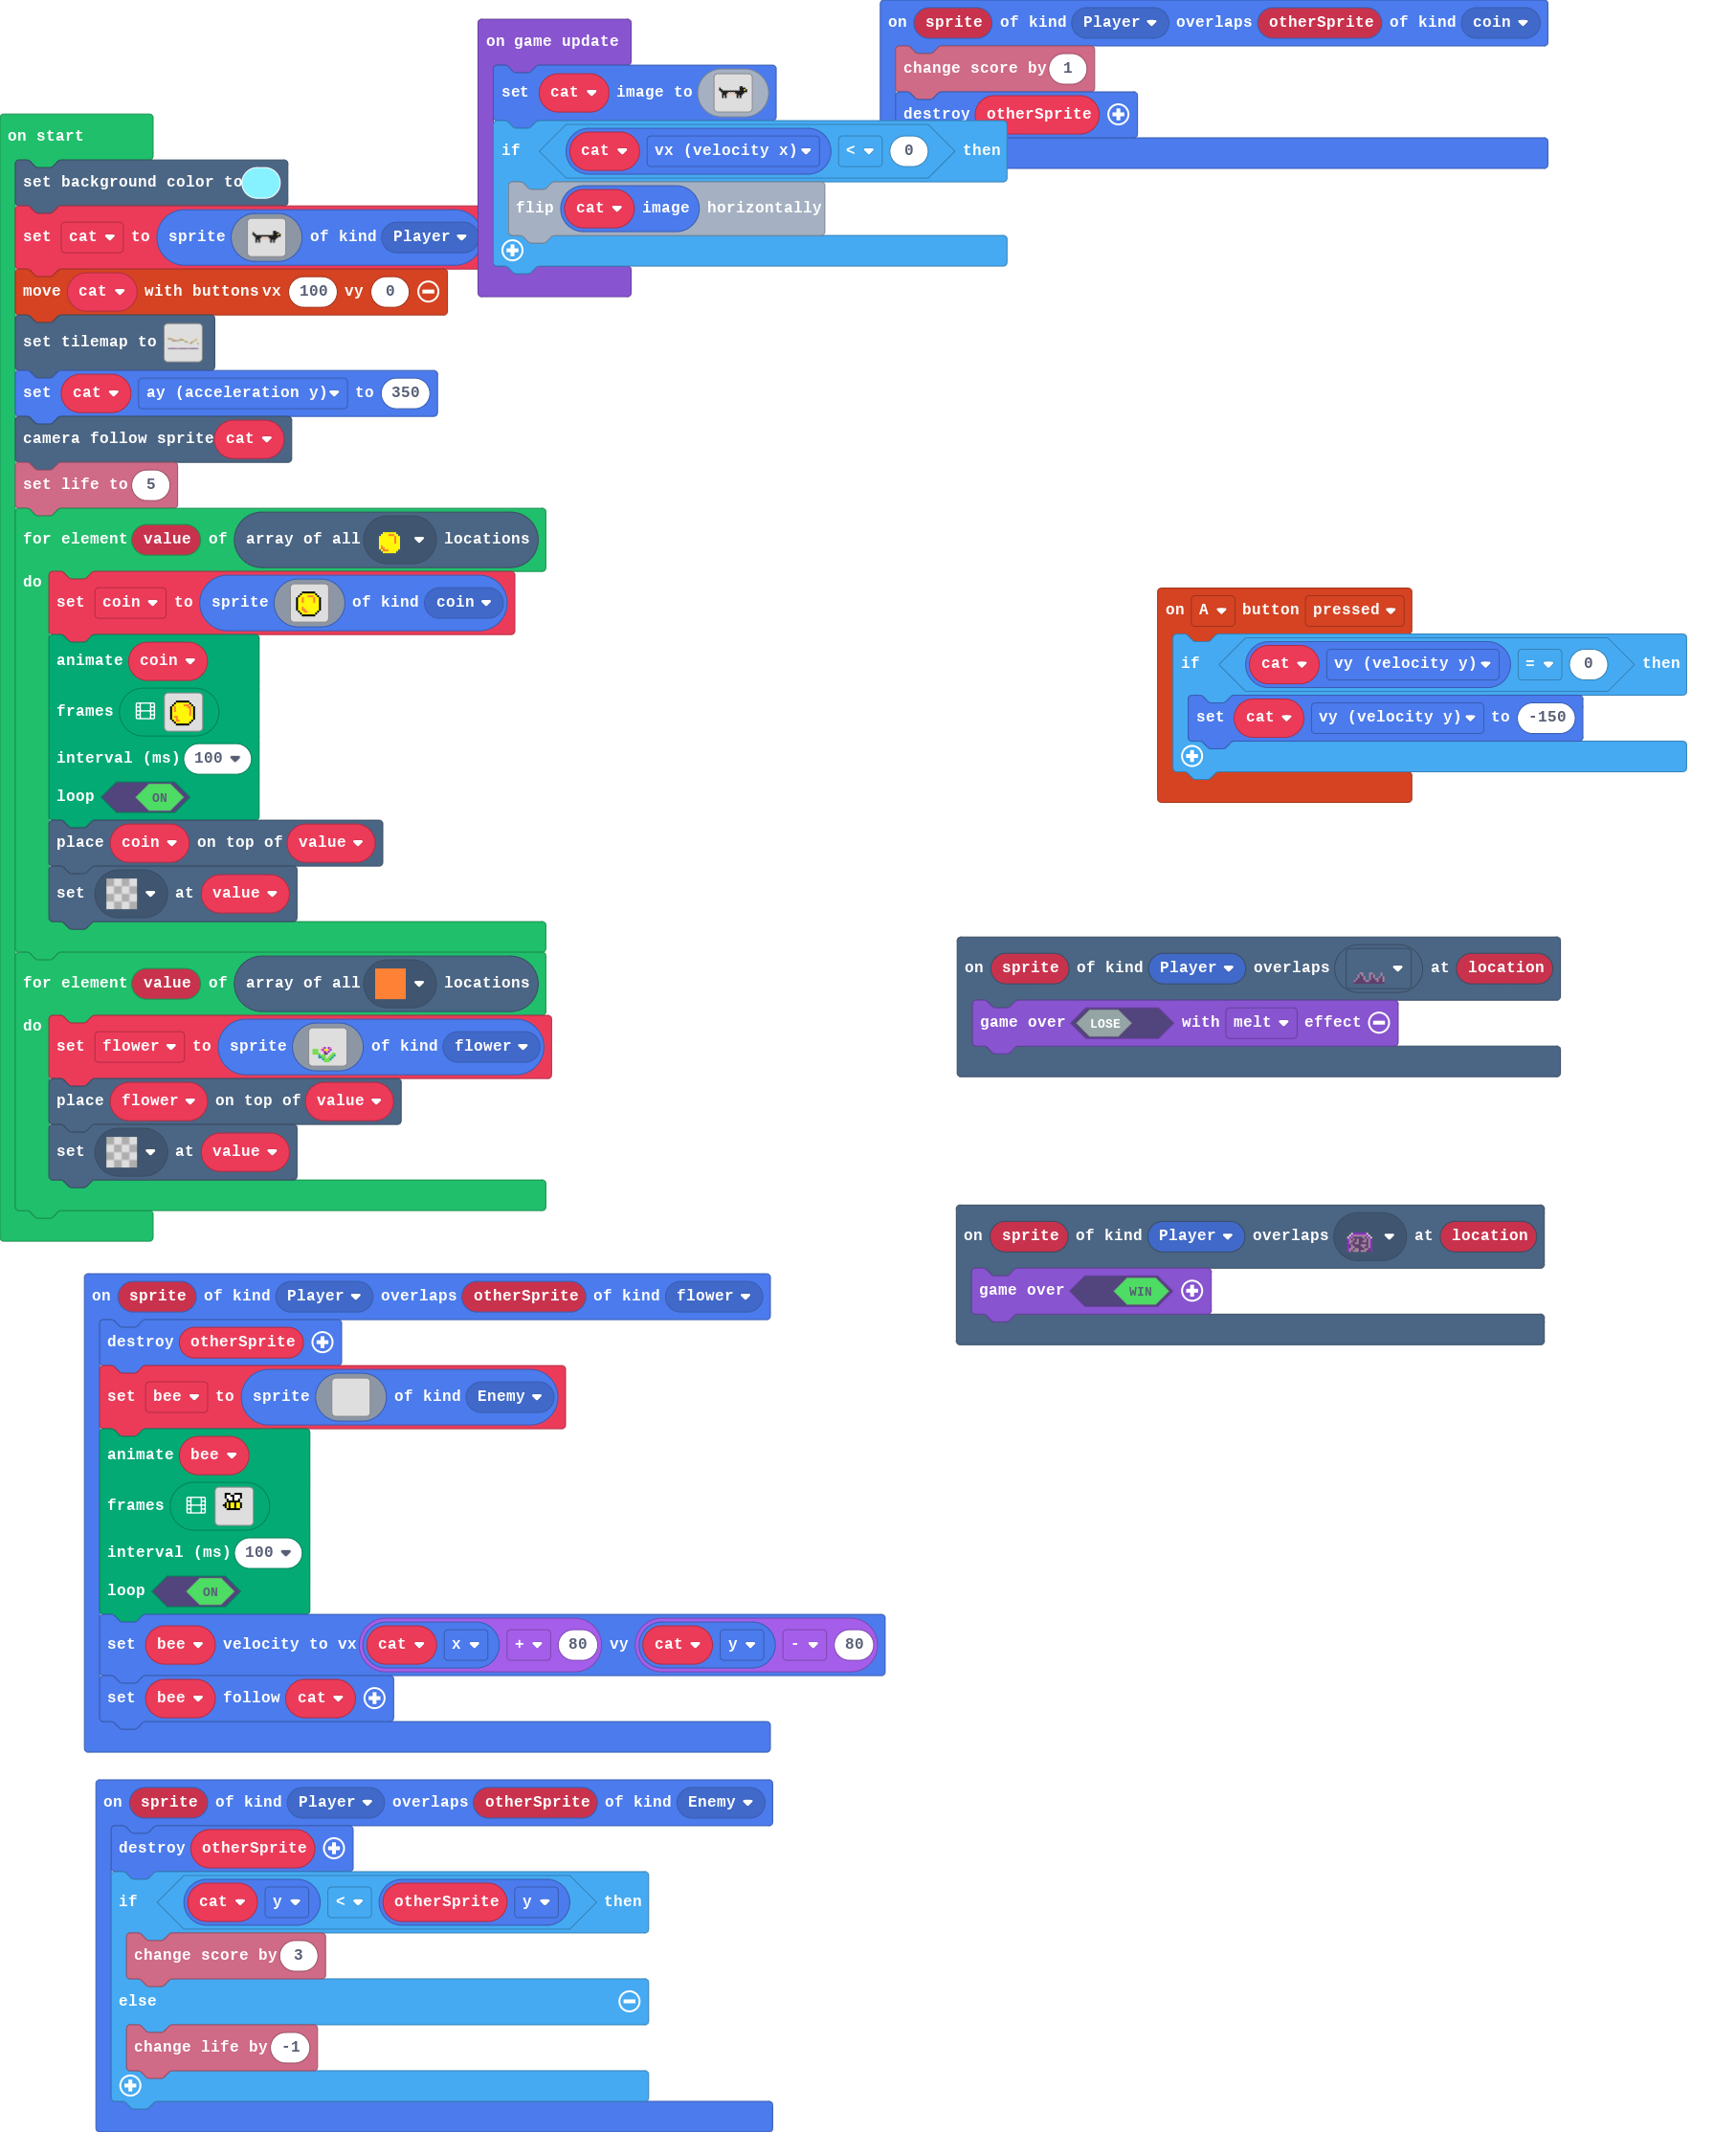 on start
set background color to
set cat to sprite of kind Player
move cat with buttons vx 100 vy 0
set tilemap to
set cat ay (acceleration y) to 350
camera follow sprite cat
set life to 5
for element value of array of all locations
do
set coin to sprite of kind coin
animate coin
frames
interval (ms) 100
loop ON
place coin on top of value
set at value
for element value of array of all locations
do
set flower to sprite of kind flower
place flower on top of value
set at value
on game update
set cat image to
if cat vx (velocity x) < 0 then
flip cat image horizontally
on sprite of kind Player overlaps otherSprite of kind coin
change score by 1
destroy otherSprite
on A button pressed
if cat vy (velocity y) = 0 then
set cat vy (velocity y) to -150
on sprite of kind Player overlaps at location
game over LOSE with melt effect
on sprite of kind Player overlaps at location
game over WIN
on sprite of kind Player overlaps otherSprite of kind flower
destroy otherSprite
set bee to sprite of kind Enemy
animate bee
frames
interval (ms) 100
loop ON
set bee velocity to vx cat x + 80 vy cat y - 80
set bee follow cat
on sprite of kind Player overlaps otherSprite of kind Enemy
destroy otherSprite
if cat y < otherSprite y then
change score by 3
else
change life by -1